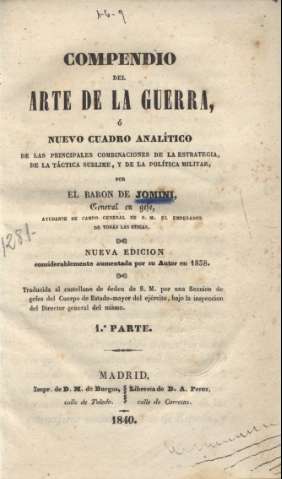 1-6-9
COMPENDIO
DEL
ARTE DE LA GUERRA,
ó
NUEVO CUADRO ANALÍTICO
DE LAS PRINCIPALES COMBINACIONES DE LA ESTRATEGIA,
DE LA TÁCTICA SUBLIME, Y DE LA POLÍTICA MILITAR,
POR
EL BARON DE JOMINI,
General en gefe,
AYUDANTE DE CAMPO GENERAL DE S. M. EL EMPERADOR
DE TODAS LAS RUSIAS.
1281-
NUEVA EDICION
considerablemente aumentada por su Autor en 1838.
Traducida al castellano de órden de S. M. por una Seccion de
gefes del Cuerpo de Estado-mayor del ejército, bajo la inspeccion
del Director general del mismo.
1.ª PARTE.
MADRID,
Impr. de D. M. de Burgos, Librería de D. A. Perez,
calle de Toledo. calle de Carretas.
1840.